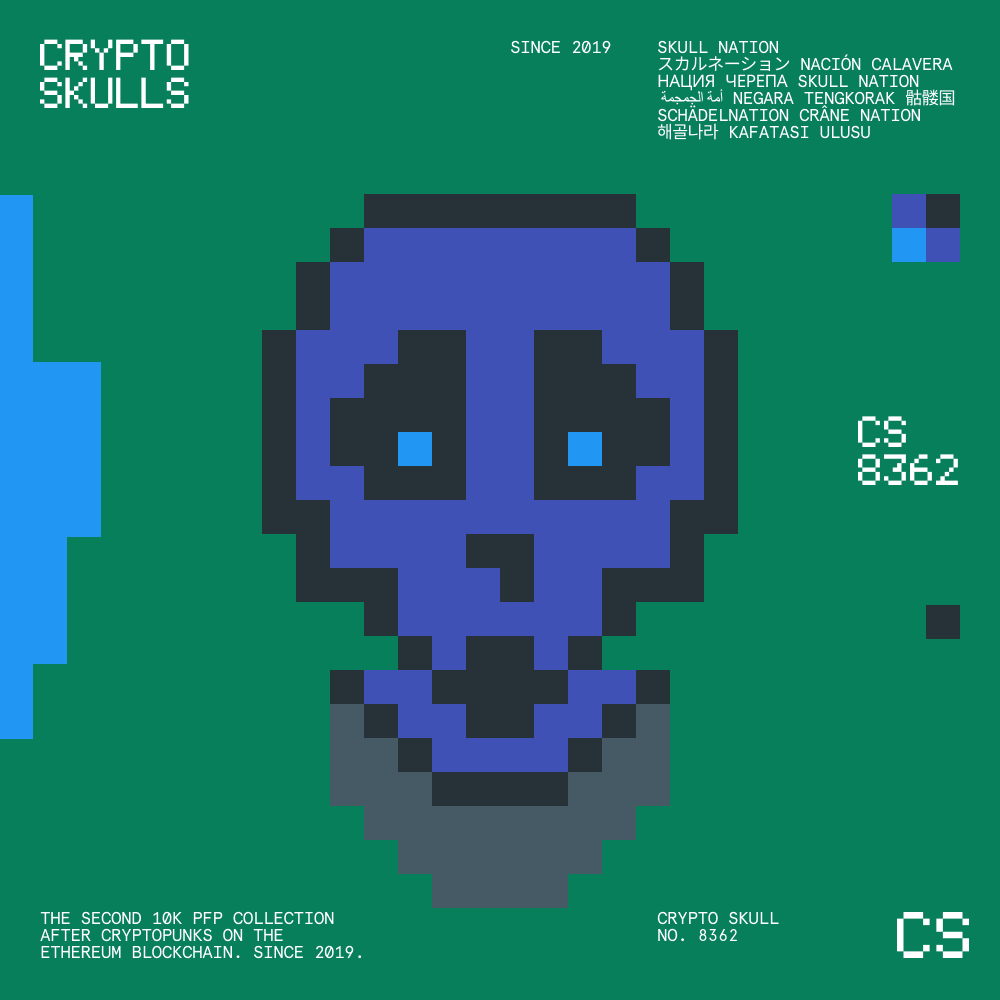 CRYPTO
SKULLS
SINCE 2019
SKULL NATION
スカルネーション NACIÓN CALAVERA
НАЦИЯ ЧЕРЕПА SKULL NATION
أمة الجمجمة NEGARA TENGKORAK 骷髏国
SCHÄDELNATION CRÂNE NATION
해골나라 KAFATASI ULUSU
CS
8362
THE SECOND 10K PFP COLLECTION
AFTER CRYPTOPUNKS ON THE
ETHEREUM BLOCKCHAIN. SINCE 2019.
CRYPTO SKULL
NO. 8362
CS